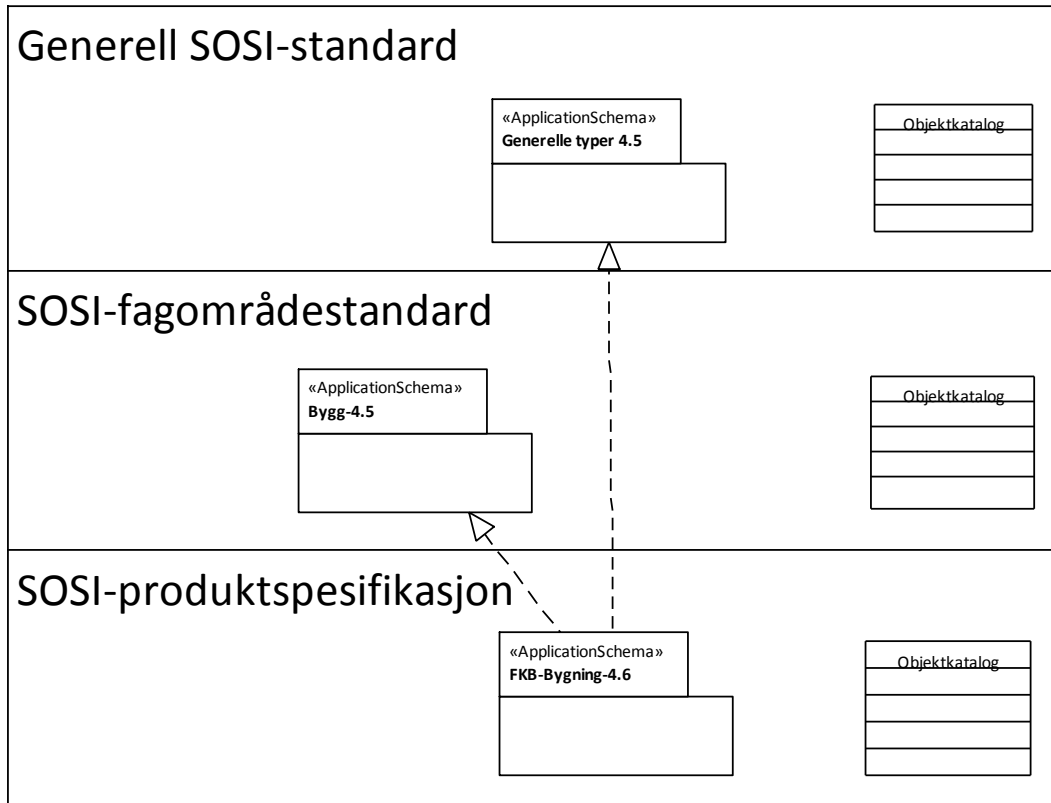 Generell SOSI-standard
«ApplicationSchema»
Generelle typer 4.5
Objektkatalog
SOSI-fagområdestandard
«ApplicationSchema»
Bygg-4.5
Objektkatalog
SOSI-produktspesifikasjon
«ApplicationSchema»
FKB-Bygning-4.6
Objektkatalog